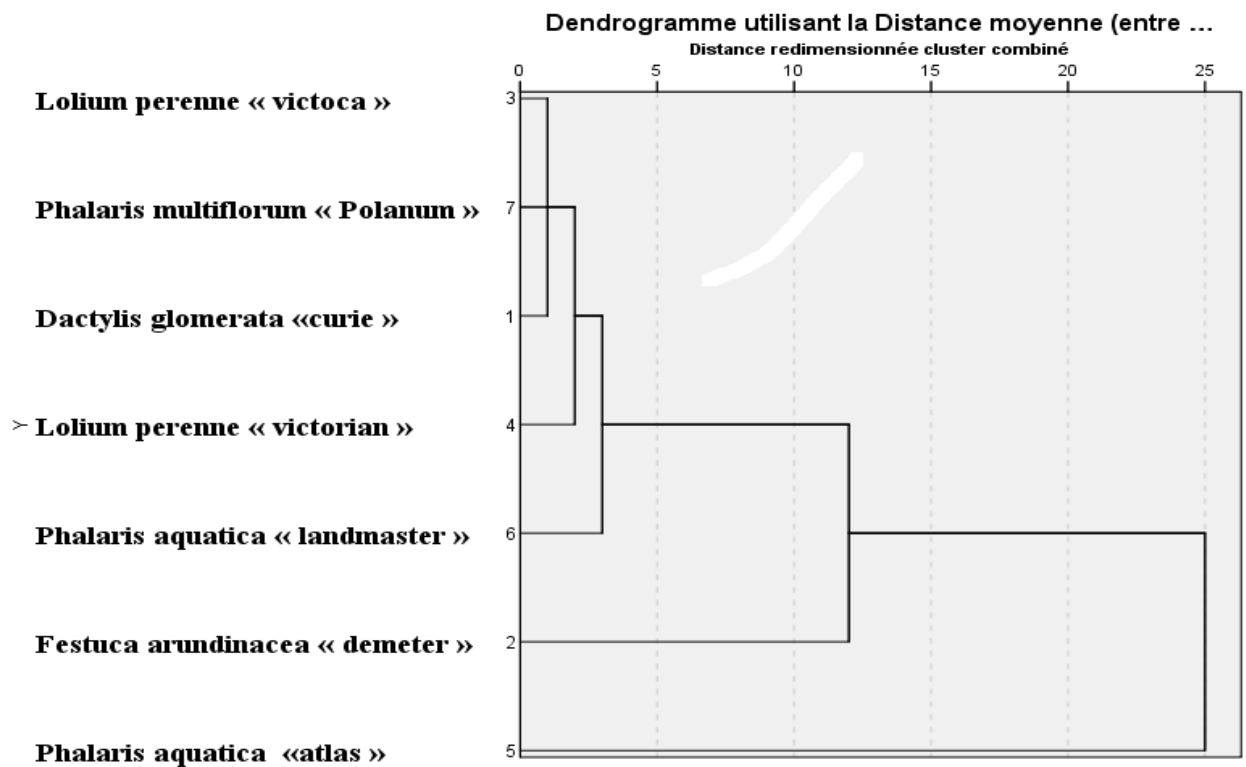 Dendrogramme utilisant la Distance moyenne (entre ...
Distance redimensionnée cluster combiné
0 5 10 15 20 25
Lolium perenne « victoca » 3
Phalaris multiflorum « Polanum » 7
Dactylis glomerata «curie » 1
Y Lolium perenne « victorian » 4
Phalaris aquatica « landmaster » 6
Festuca arundinacea « demeter » 2
Phalaris aquatica «atlas » 5